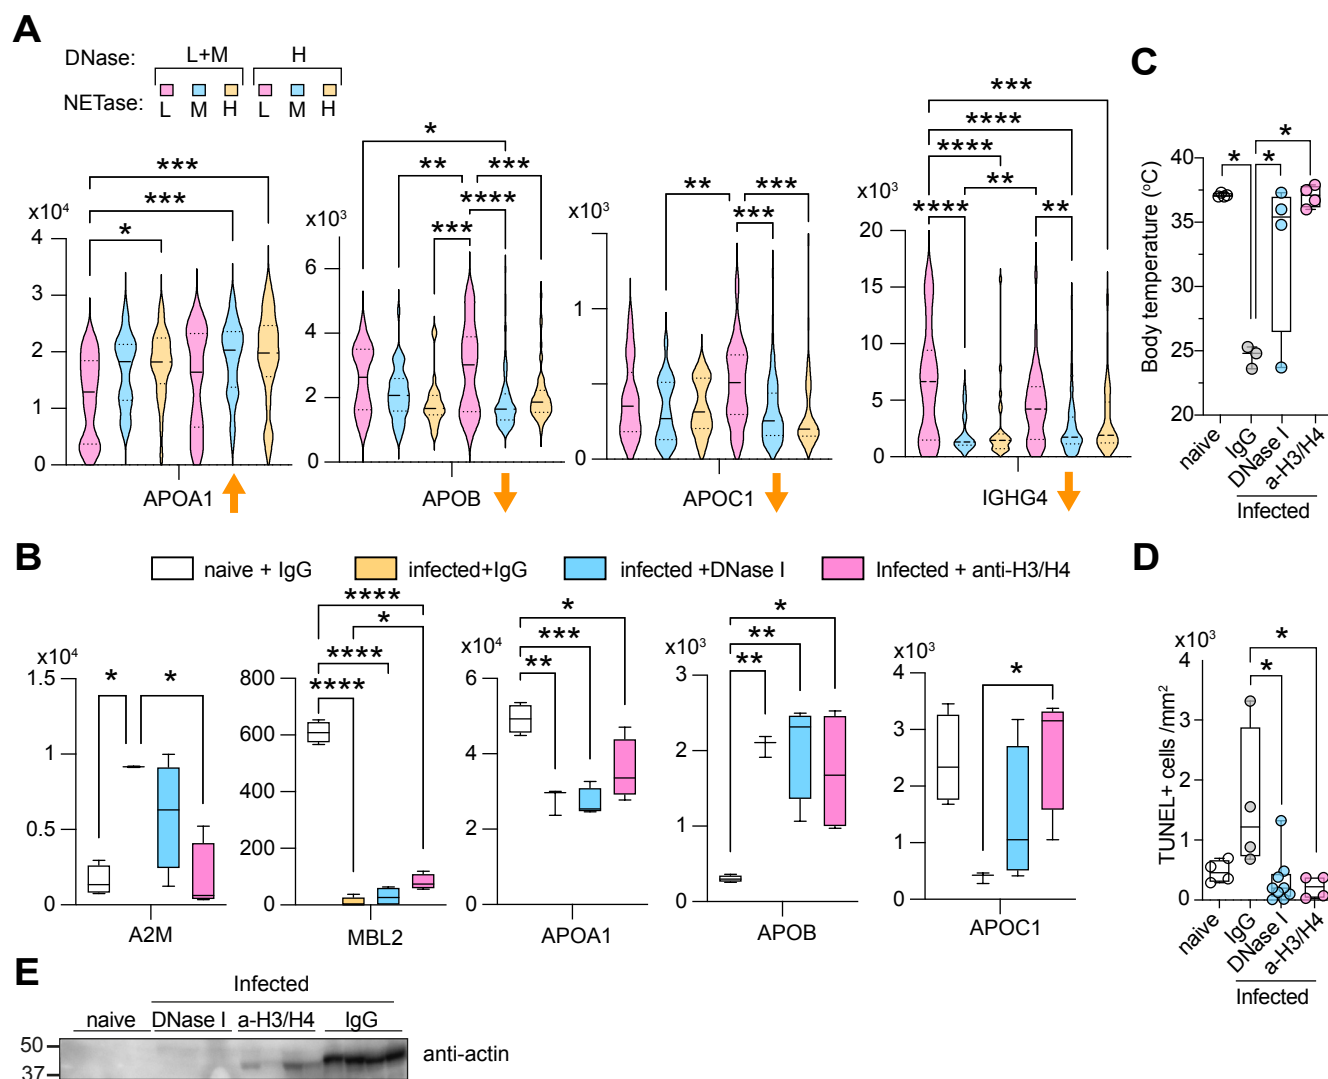 A
DNase: L+M H
NETase: L M H L M H
* *** ***
x10⁴
4
3
2
1
0
APOA1
* ** *** **** ***
x10³
6
4
2
0
APOB
** *** ***
x10³
1
0
APOC1
*** **** **** ** **** **
x10³
20
15
10
5
0
IGHG4
C
* * *
Body temperature (ºC)
40
35
25
20
naive IgG DNase I a-H3/H4
Infected
B
naive + IgG infected+IgG infected +DNase I Infected + anti-H3/H4
* *
x10⁴
1.5
1.0
0.5
0
A2M
**** * **** ****
800
600
400
200
0
MBL2
* *** **
x10⁴
6
4
2
0
APOA1
* ** **
x10³
3
2
1
0
APOB
*
x10³
4
3
2
1
0
APOC1
D
* *
TUNEL+ cells /mm²
x10³
4
3
2
1
0
naive IgG DNase I a-H3/H4
Infected
E
Infected
naive DNase I a-H3/H4 IgG
50
37
anti-actin